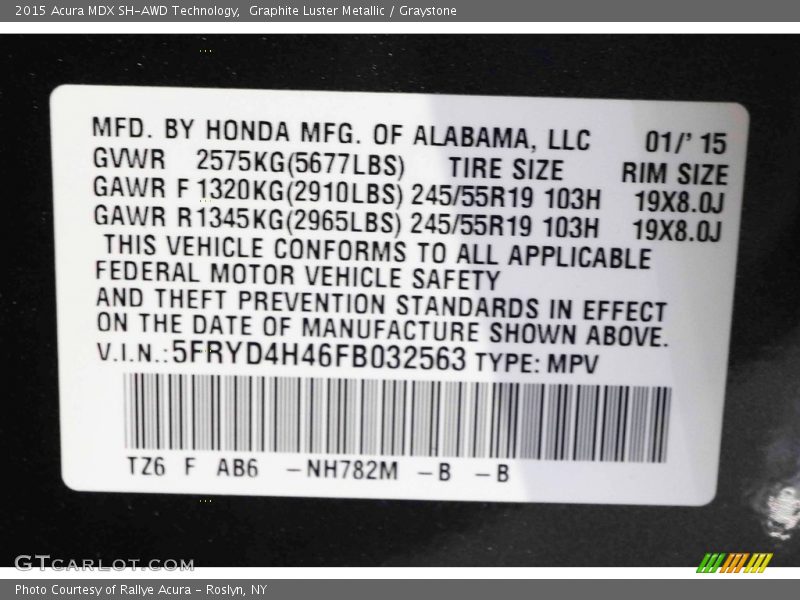 2015 Acura MDX SH-AWD Technology,  Graphite Luster Metallic / Graystone
MFD. BY HONDA MFG. OF ALABAMA, LLC 01/' 15
GVWR 2575KG(5677LBS) TIRE SIZE RIM SIZE
GAWR F 1320KG(2910LBS) 245/55R19 103H 19X8.0J
GAWR R1345KG(2965LBS) 245/55R19 103H 19X8.0J
THIS VEHICLE CONFORMS TO ALL APPLICABLE
FEDERAL MOTOR VEHICLE SAFETY
AND THEFT PREVENTION STANDARDS IN EFFECT
ON THE DATE OF MANUFACTURE SHOWN ABOVE.
V.I.N.:5FRYD4H46FB032563 TYPE: MPV
TZ6 F AB6 -NH782M -B -B
GTCARLOT.COM
Photo Courtesy of Rallye Acura - Roslyn, NY